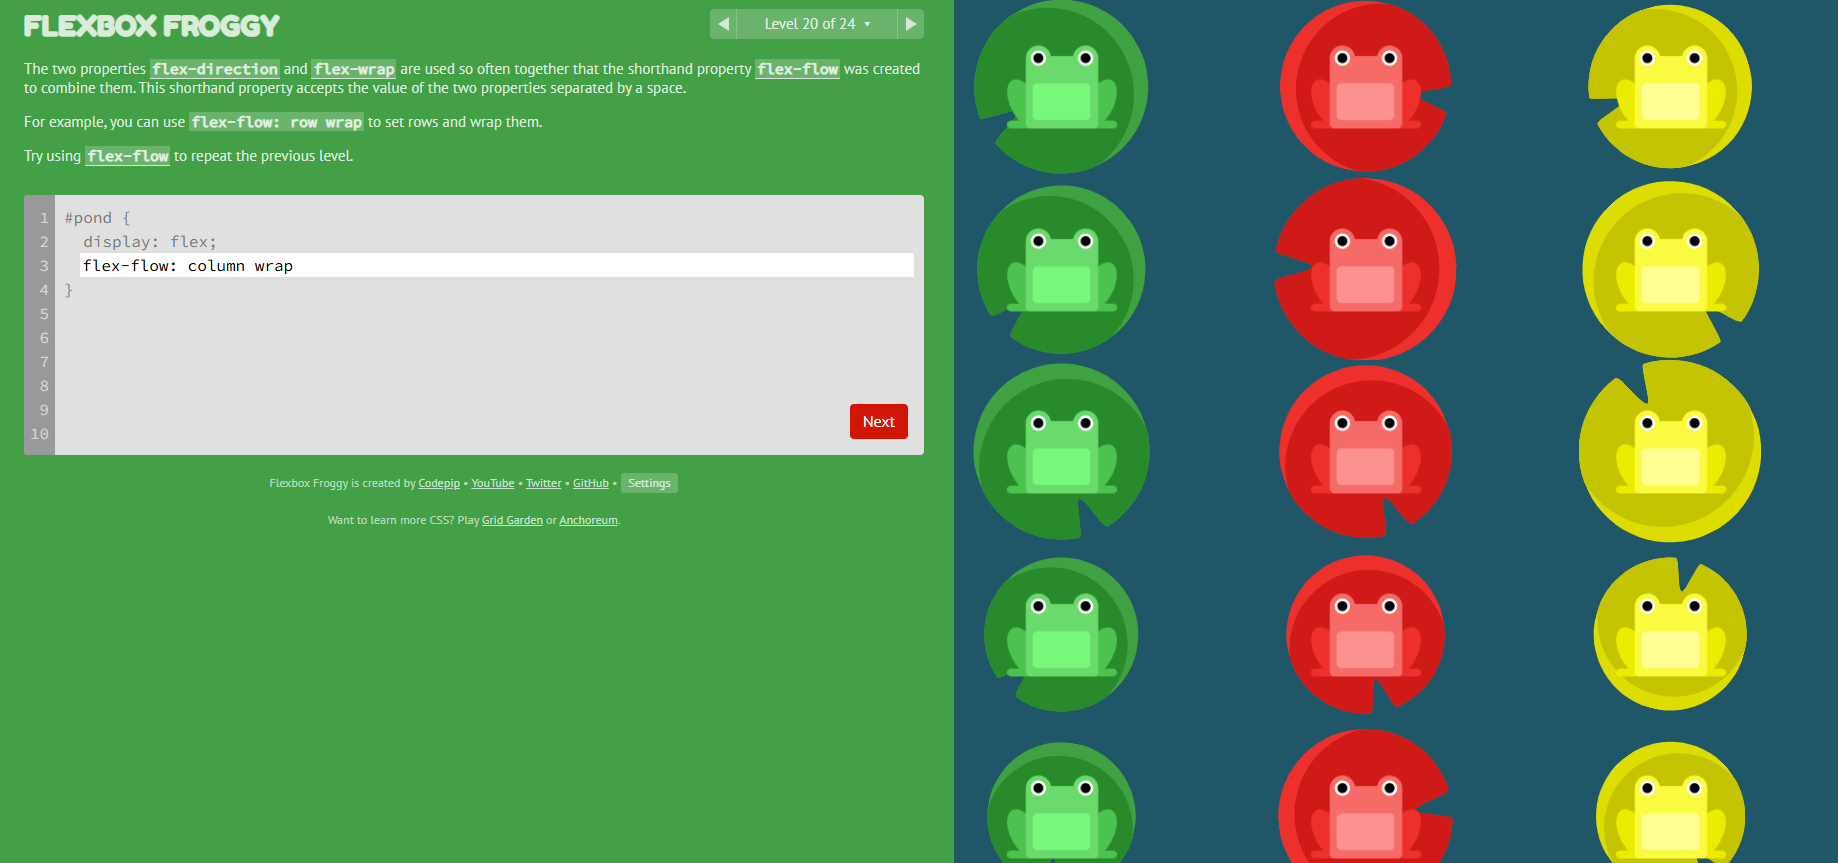 FLEXBOX FROGGY
◀ Level 20 of 24 ▾ ▶
The two properties flex-direction and flex-wrap are used so often together that the shorthand property flex-flow was created
to combine them. This shorthand property accepts the value of the two properties separated by a space.
For example, you can use flex-flow: row wrap to set rows and wrap them.
Try using flex-flow to repeat the previous level.
1 #pond {
2 display: flex;
3 flex-flow: column wrap
4 }
5
6
7
8
9
10
Next
Flexbox Froggy is created by Codepip • YouTube • Twitter • GitHub • Settings
Want to learn more CSS? Play Grid Garden or Anchoreum.